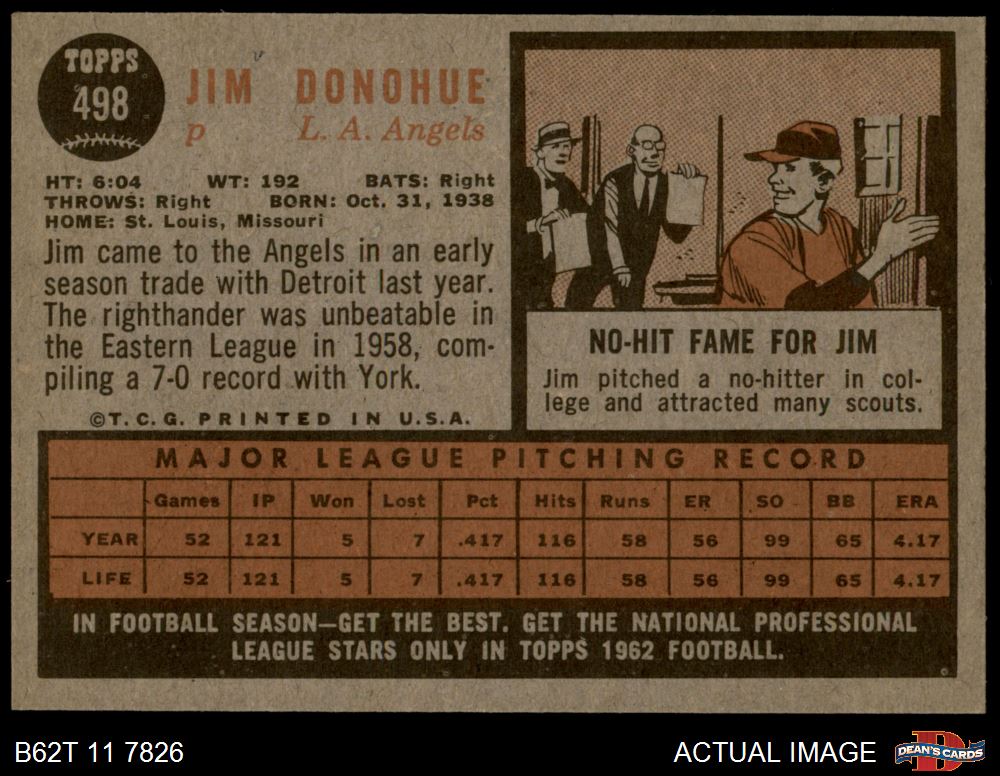 TOPPS
498
JIM DONOHUE
P L. A. Angels
HT: 6:04 WT: 192 BATS: Right
THROWS: Right BORN: Oct. 31, 1938
HOME: St. Louis, Missouri
Jim came to the Angels in an early
season trade with Detroit last year.
The righthander was unbeatable in
the Eastern League in 1958, com-
piling a 7-0 record with York.
©T. C. G. PRINTED IN U.S.A.
NO-HIT FAME FOR JIM
Jim pitched a no-hitter in col-
lege and attracted many scouts.
MAJOR LEAGUE PITCHING RECORD
Games IP Won Lost Pct Hits Runs ER SO BB ERA
YEAR 52 121 5 7 .417 116 58 56 99 65 4.17
LIFE 52 121 5 7 .417 116 58 56 99 65 4.17
IN FOOTBALL SEASON—GET THE BEST. GET THE NATIONAL PROFESSIONAL
LEAGUE STARS ONLY IN TOPPS 1962 FOOTBALL.
B62T 11 7826 ACTUAL IMAGE DEAN'S CARDS